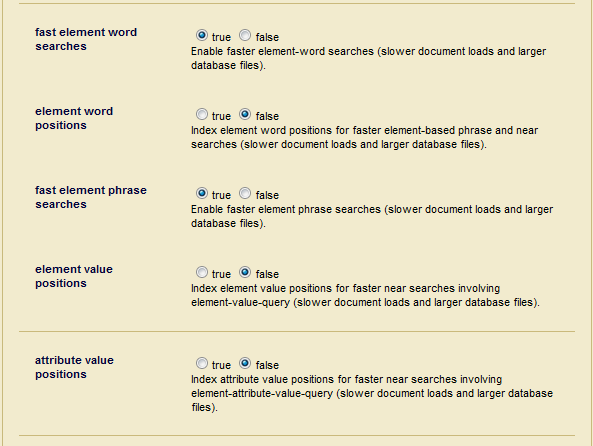 fast element word
searches
true false
Enable faster element-word searches (slower document loads and larger
database files).
element word
positions
true false
Index element word positions for faster element-based phrase and near
searches (slower document loads and larger database files).
fast element phrase
searches
true false
Enable faster element phrase searches (slower document loads and larger
database files).
element value
positions
true false
Index element value positions for faster near searches involving
element-value-query (slower document loads and larger database files).
attribute value
positions
true false
Index attribute value positions for faster near searches involving
element-attribute-value-query (slower document loads and larger database
files).